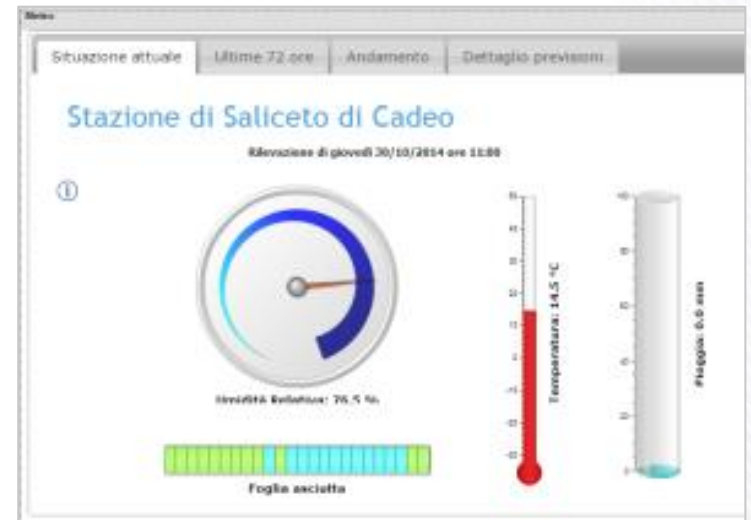 Meteo
Situazione attuale
Ultime 72 ore
Andamento
Dettaglio previsioni
Stazione di Saliceto di Cadeo
Rilevazione di giovedì 30/10/2014 ore 11:00
Temperatura: 14.5 °C
Pioggia: 0.0 mm
Umidità Relativa: 76.5 %
Foglia asciutta